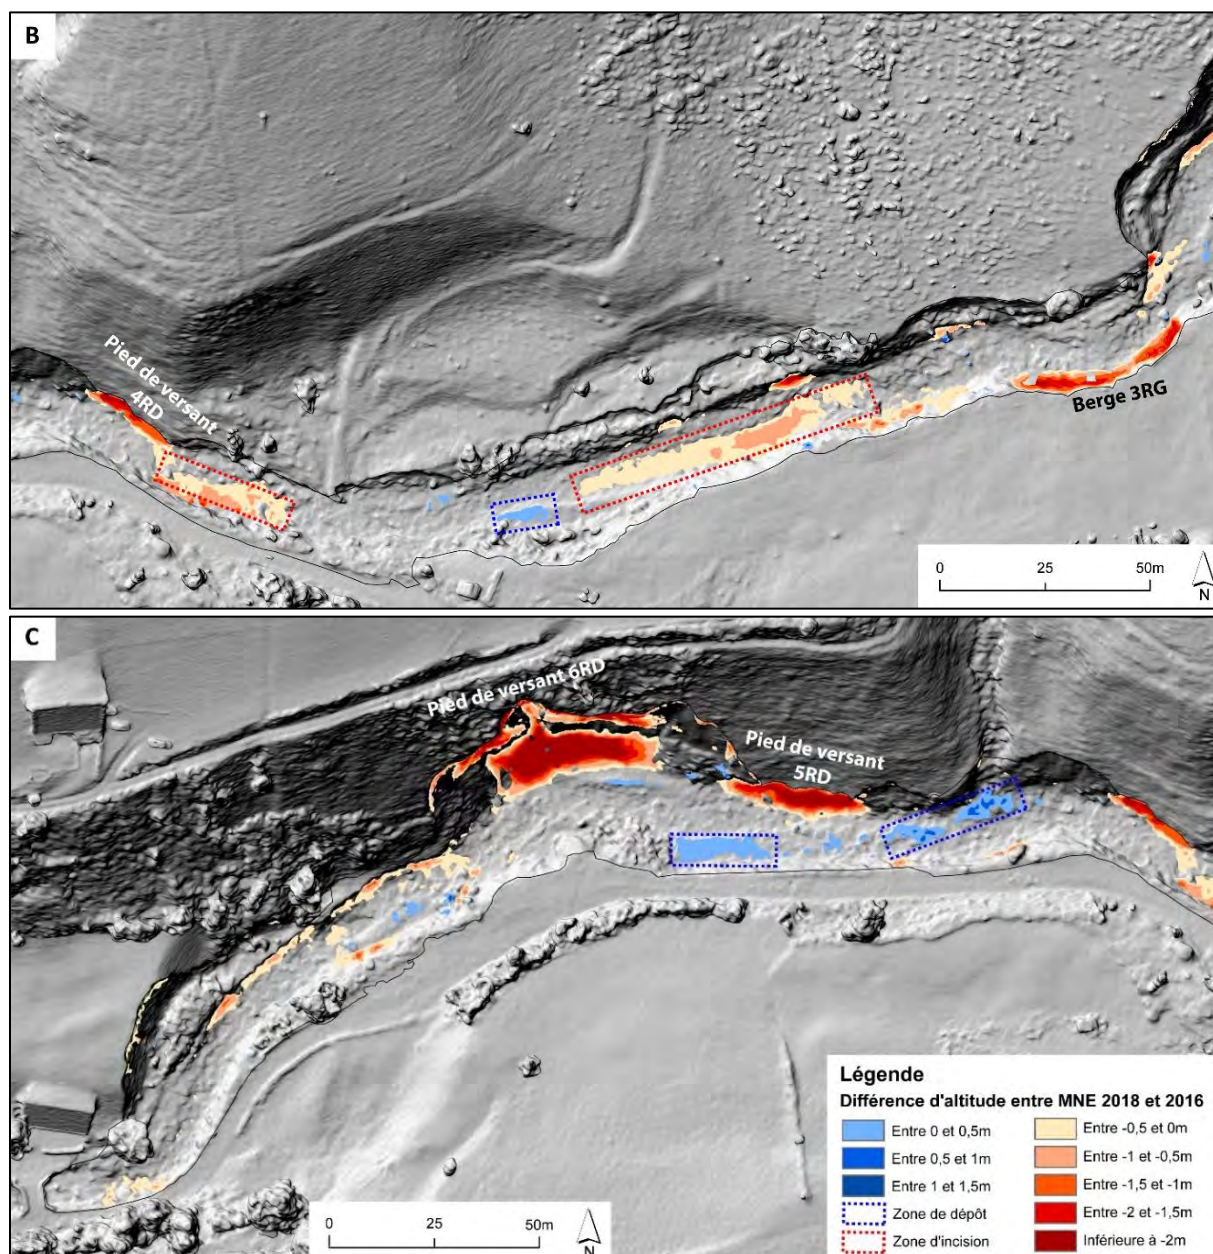 B
Pied de versant
4RD
Berge 3RG
0 25 50m
N
C
Pied de versant 6RD
Pied de versant
5RD
0 25 50m
N
Légende
Différence d'altitude entre MNE 2018 et 2016
Entre 0 et 0,5m
Entre 0,5 et 1m
Entre 1 et 1,5m
Zone de dépôt
Zone d'incision
Entre -0,5 et 0m
Entre -1 et -0,5m
Entre -1,5 et -1m
Entre -2 et -1,5m
Inférieure à -2m